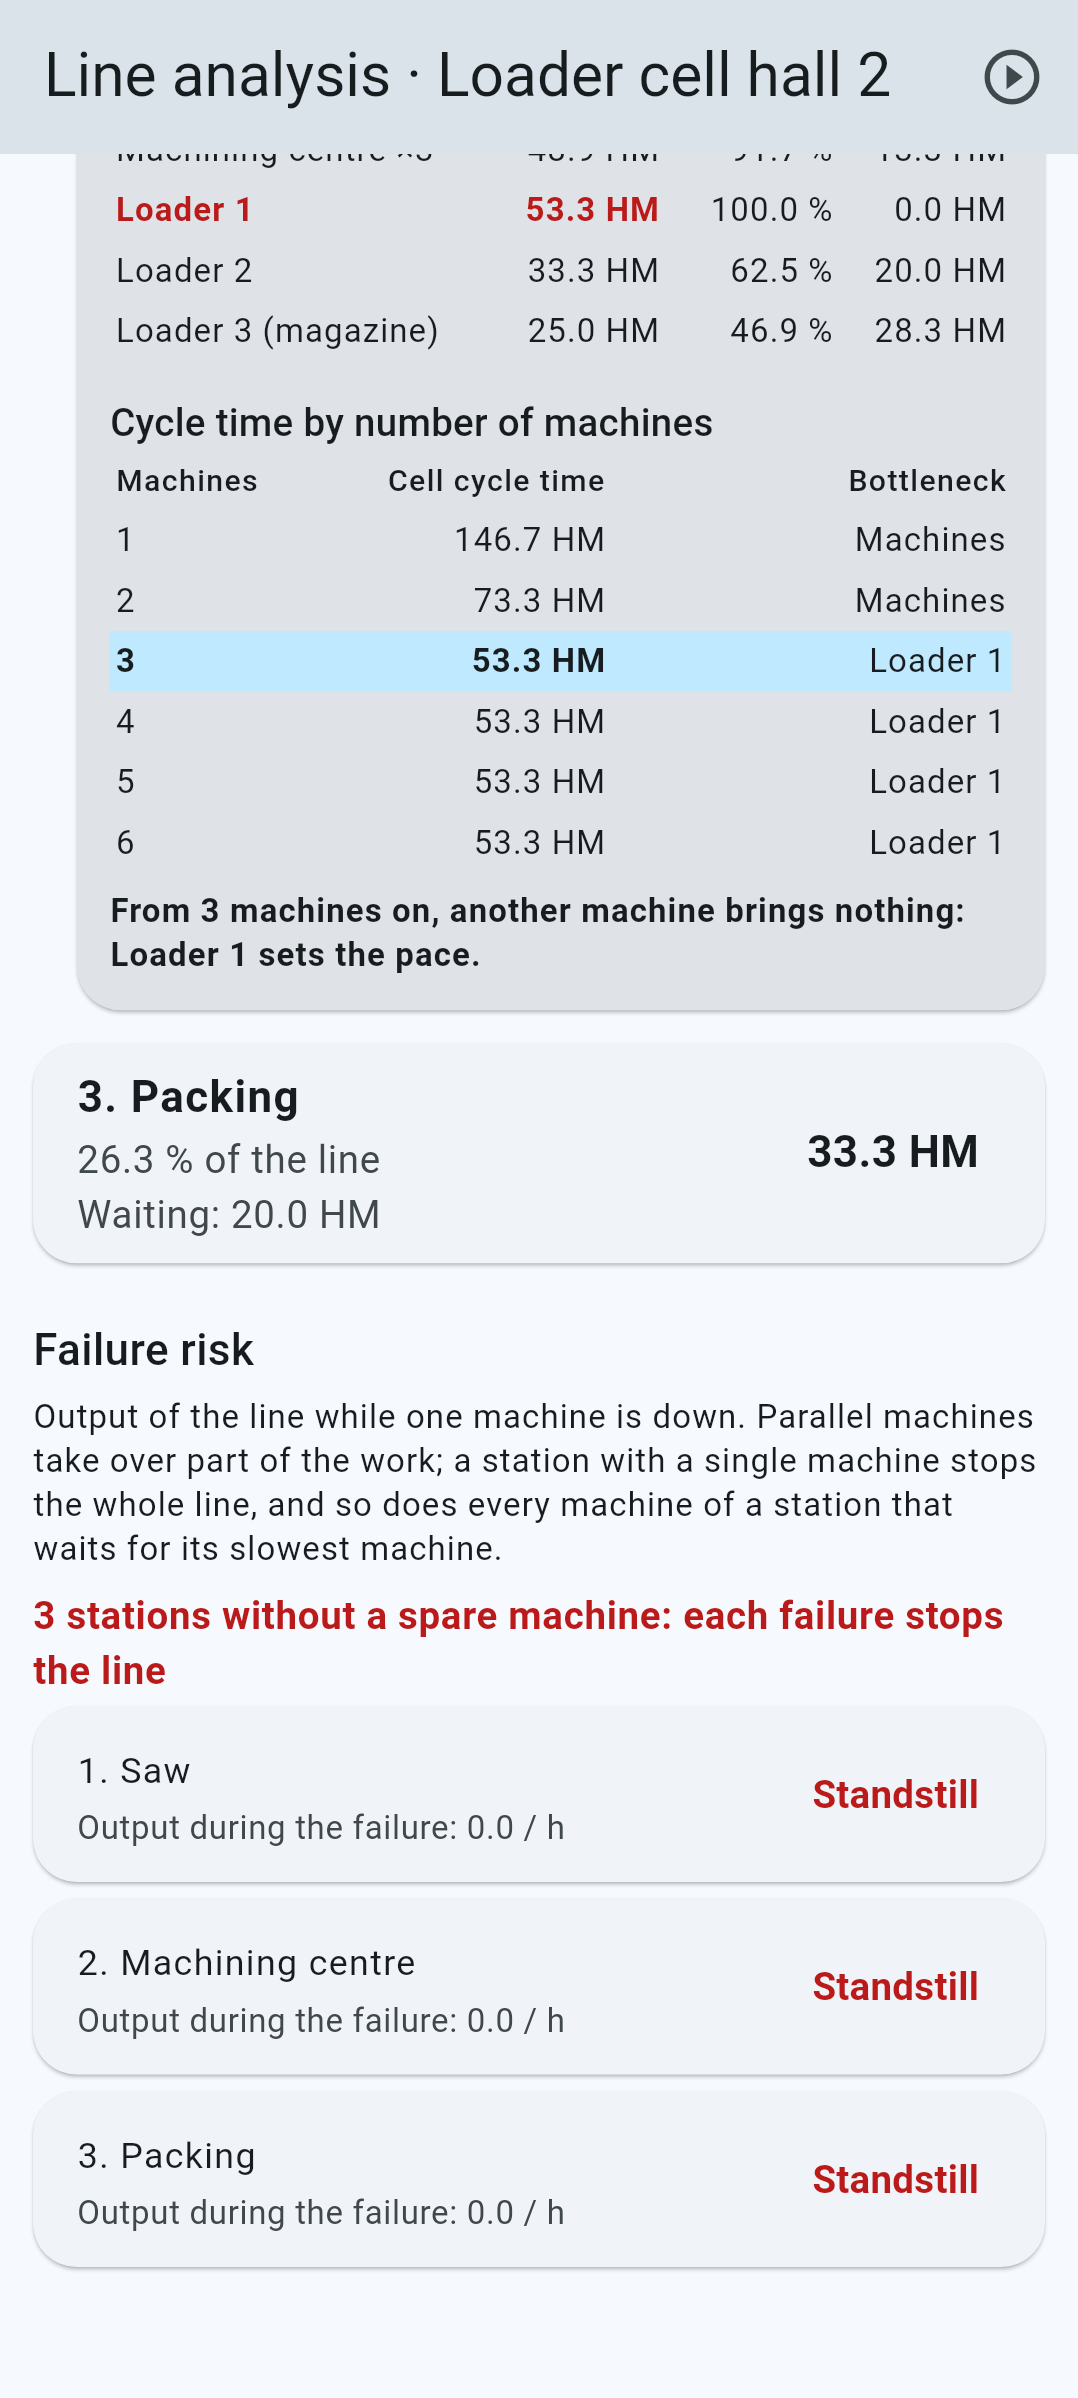 Line analysis · Loader cell hall 2
Loader 1 53.3 HM 100.0 % 0.0 HM
Loader 2 33.3 HM 62.5 % 20.0 HM
Loader 3 (magazine) 25.0 HM 46.9 % 28.3 HM
Cycle time by number of machines
Machines Cell cycle time Bottleneck
1 146.7 HM Machines
2 73.3 HM Machines
3 53.3 HM Loader 1
4 53.3 HM Loader 1
5 53.3 HM Loader 1
6 53.3 HM Loader 1
From 3 machines on, another machine brings nothing:
Loader 1 sets the pace.
3. Packing
26.3 % of the line
33.3 HM
Waiting: 20.0 HM
Failure risk
Output of the line while one machine is down. Parallel machines
take over part of the work; a station with a single machine stops
the whole line, and so does every machine of a station that
waits for its slowest machine.
3 stations without a spare machine: each failure stops
the line
1. Saw
Standstill
Output during the failure: 0.0 / h
2. Machining centre
Standstill
Output during the failure: 0.0 / h
3. Packing
Standstill
Output during the failure: 0.0 / h